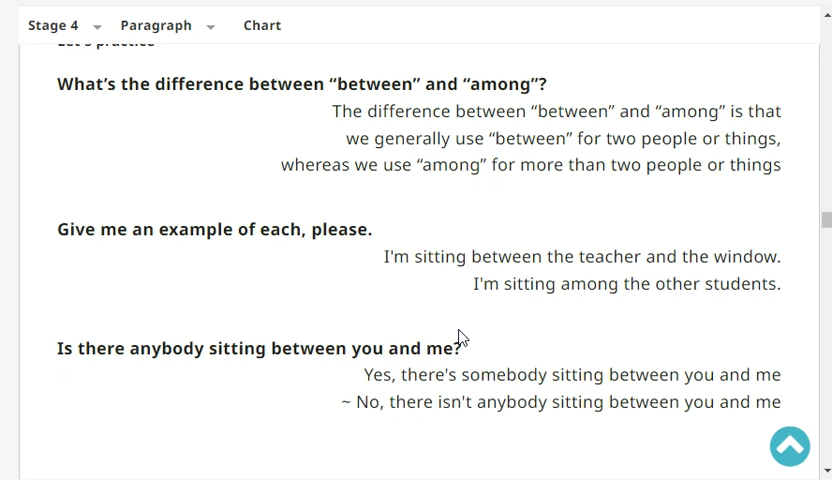 Stage 4 Paragraph Chart
Let's practice
What’s the difference between “between” and “among”?
The difference between “between” and “among” is that
we generally use “between” for two people or things,
whereas we use “among” for more than two people or things
Give me an example of each, please.
I'm sitting between the teacher and the window.
I'm sitting among the other students.
Is there anybody sitting between you and me?
Yes, there's somebody sitting between you and me
~ No, there isn't anybody sitting between you and me